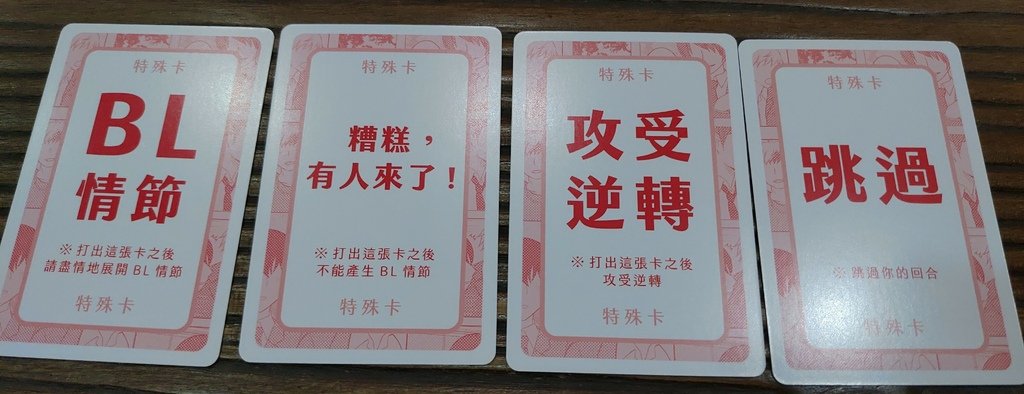 特殊卡
BL
情節
※ 打出這張卡之後
請盡情地展開 BL 情節
特殊卡
特殊卡
糟糕，
有人來了！
※ 打出這張卡之後
不能產生 BL 情節
特殊卡
特殊卡
攻受
逆轉
※ 打出這張卡之後
攻受逆轉
特殊卡
特殊卡
跳過
※ 跳過你的回合
特殊卡